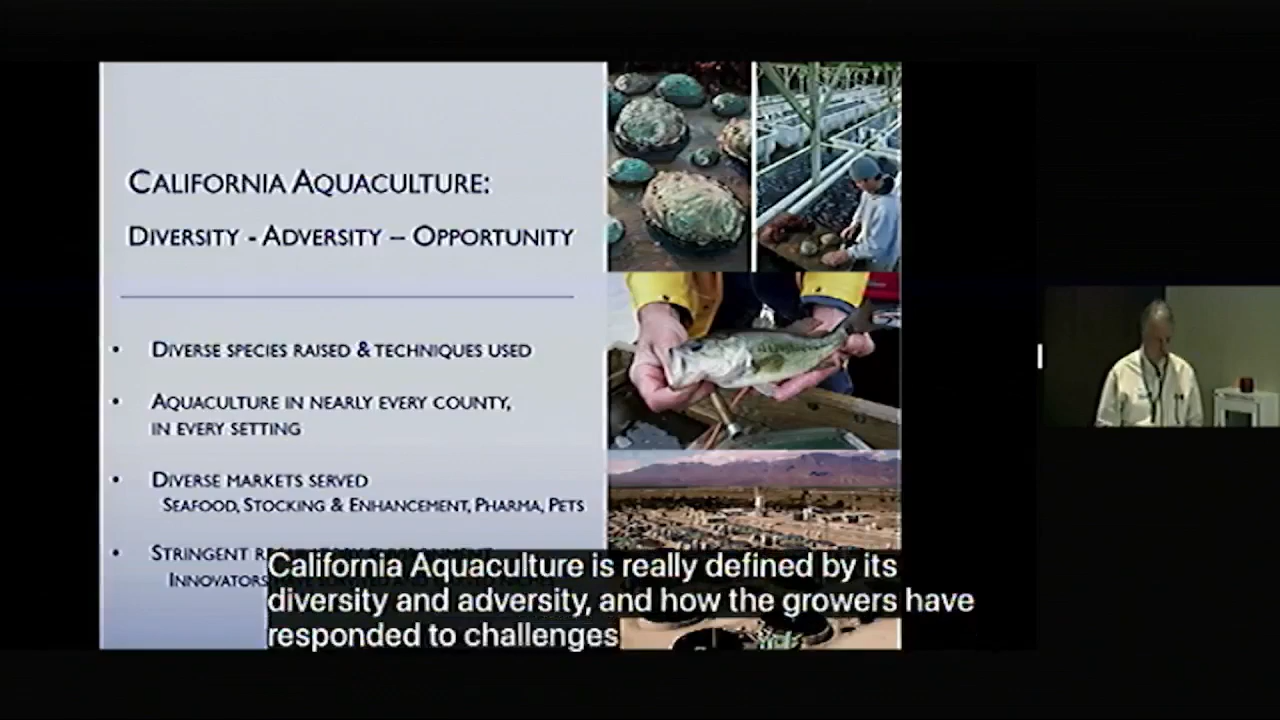 CALIFORNIA AQUACULTURE:
DIVERSITY - ADVERSITY – OPPORTUNITY
• DIVERSE SPECIES RAISED & TECHNIQUES USED
• AQUACULTURE IN NEARLY EVERY COUNTY,
IN EVERY SETTING
• DIVERSE MARKETS SERVED
SEAFOOD, STOCKING & ENHANCEMENT, PHARMA, PETS
• STRINGENT
INNOVATORS
California Aquaculture is really defined by its
diversity and adversity, and how the growers have
responded to challenges